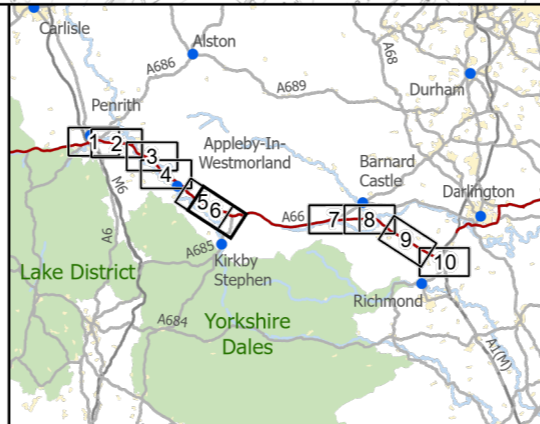 Carlisle
Alston
A68
A686
A689
Durham
Penrith
1
2
3
4
5
6
Appleby-In-
Westmorland
Barnard
Castle
Darlington
M6
A66
7
8
9
10
A6
A685
Kirkby
Stephen
Lake District
Richmond
A684
Yorkshire
Dales
A1(M)